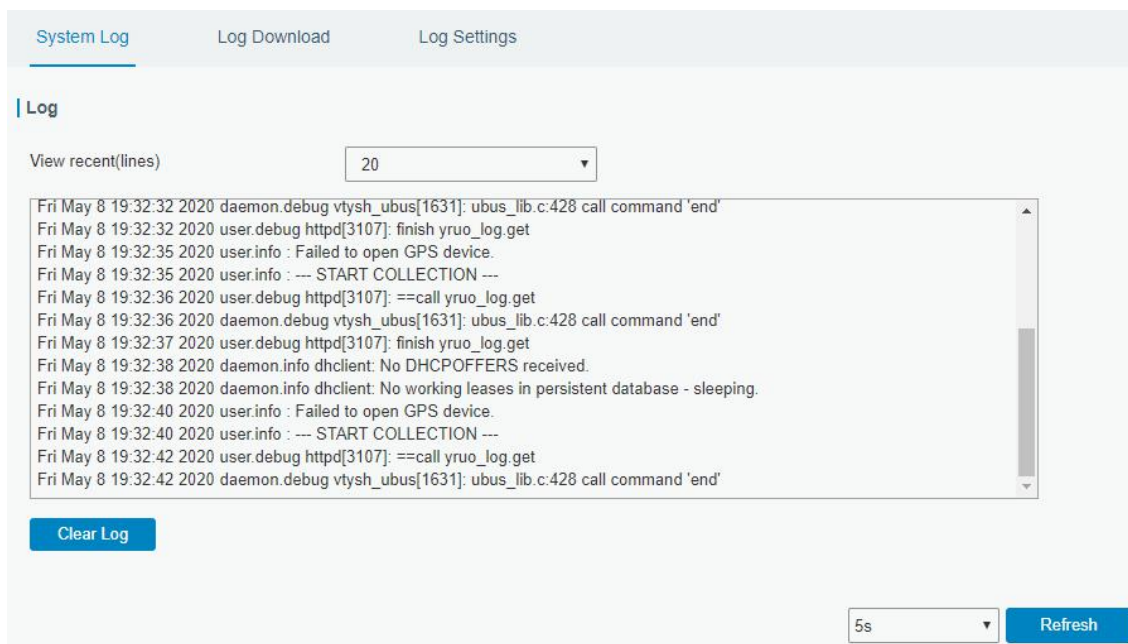 System Log Log Download Log Settings
Log
View recent(lines) 20
Fri May 8 19:32:32 2020 daemon.debug vtysh_ubus[1631]: ubus_lib.c:428 call command 'end'
Fri May 8 19:32:32 2020 user.debug httpd[3107]: finish yruo_log.get
Fri May 8 19:32:35 2020 user.info : Failed to open GPS device.
Fri May 8 19:32:35 2020 user.info : --- START COLLECTION ---
Fri May 8 19:32:36 2020 user.debug httpd[3107]: ==call yruo_log.get
Fri May 8 19:32:36 2020 daemon.debug vtysh_ubus[1631]: ubus_lib.c:428 call command 'end'
Fri May 8 19:32:37 2020 user.debug httpd[3107]: finish yruo_log.get
Fri May 8 19:32:38 2020 daemon.info dhclient: No DHCPOFFERS received.
Fri May 8 19:32:38 2020 daemon.info dhclient: No working leases in persistent database - sleeping.
Fri May 8 19:32:40 2020 user.info : Failed to open GPS device.
Fri May 8 19:32:40 2020 user.info : --- START COLLECTION ---
Fri May 8 19:32:42 2020 user.debug httpd[3107]: ==call yruo_log.get
Fri May 8 19:32:42 2020 daemon.debug vtysh_ubus[1631]: ubus_lib.c:428 call command 'end'
Clear Log
5s Refresh